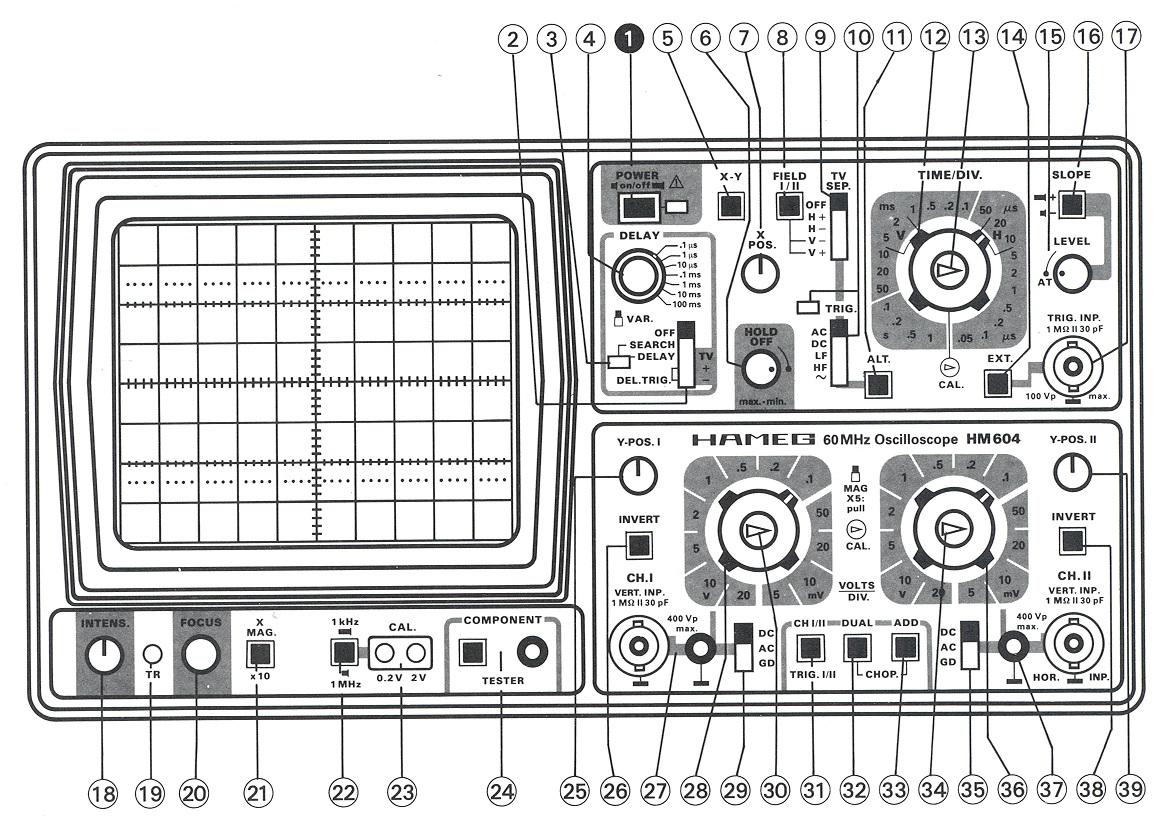 2 3 4 1 5 6 7 8 9 10 11 12 13 14 15 16 17
POWER
on/off
X-Y
FIELD
I / II
TV
SEP.
OFF
H +
H −
V −
V +
TIME/DIV.
ms 1 .5 .2 .1 50 µs
2 V 20 H
5 10
10 5
20 2
50 1
.1 .5
.2 .2
s .5 1 .05 .1 µs
CAL.
SLOPE
+
−
LEVEL
AT
DELAY
.1 µs
1 µs
10 µs
.1 ms
1 ms
10 ms
100 ms
VAR.
X
POS.
TRIG.
OFF
SEARCH
DELAY
DEL.TRIG.
TV
+
−
HOLD
OFF
max.-min.
AC
DC
LF
HF
~
ALT.
EXT.
TRIG. INP.
1 MΩ II 30 pF
100 Vp max.
Y-POS. I
HAMEG 60 MHz Oscilloscope HM 604
Y-POS. II
.5 .2
1 .1
2 50
5 20
10 10
V 20 5 mV
MAG
X5:
pull
CAL.
VOLTS
DIV.
.5 .2
1 .1
2 50
5 20
10 10
V 20 5 mV
INVERT
INVERT
CH.I
VERT. INP.
1 MΩ II 30 pF
400 Vp
max.
DC
AC
GD
CH I/II DUAL ADD
TRIG. I/II CHOP.
400 Vp
max.
DC
AC
GD
CH.II
VERT. INP.
1 MΩ II 30 pF
HOR. INP.
INTENS.
TR
FOCUS
X
MAG.
x 10
1 kHz
1 MHz
CAL.
0.2 V 2 V
COMPONENT
TESTER
18 19 20 21 22 23 24 25 26 27 28 29 30 31 32 33 34 35 36 37 38 39